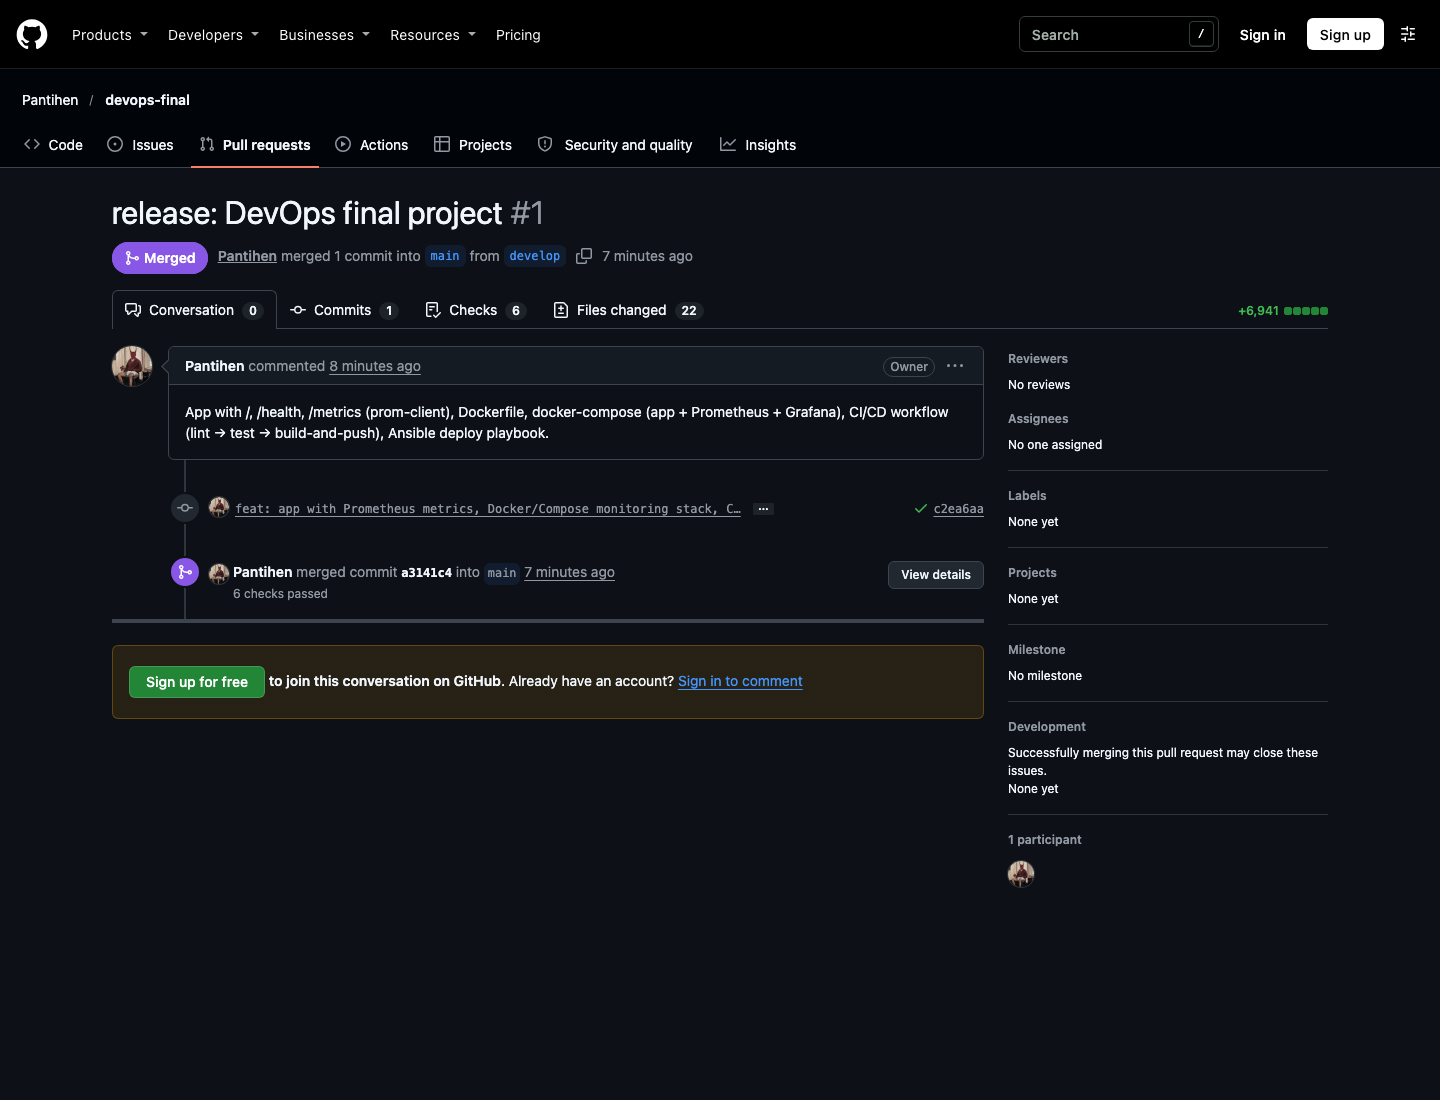 Products Developers Businesses Resources Pricing Search / Sign in Sign up
Pantihen / devops-final
Code Issues Pull requests Actions Projects Security and quality Insights
release: DevOps final project #1
Merged Pantihen merged 1 commit into main from develop 7 minutes ago
Conversation 0 Commits 1 Checks 6 Files changed 22 +6,941
Pantihen commented 8 minutes ago Owner ...
App with /, /health, /metrics (prom-client), Dockerfile, docker-compose (app + Prometheus + Grafana), CI/CD workflow
(lint → test → build-and-push), Ansible deploy playbook.
feat: app with Prometheus metrics, Docker/Compose monitoring stack, C… ... c2ea6aa
Pantihen merged commit a3141c4 into main 7 minutes ago View details
6 checks passed
Sign up for free to join this conversation on GitHub. Already have an account? Sign in to comment
Reviewers
No reviews
Assignees
No one assigned
Labels
None yet
Projects
None yet
Milestone
No milestone
Development
Successfully merging this pull request may close these
issues.
None yet
1 participant